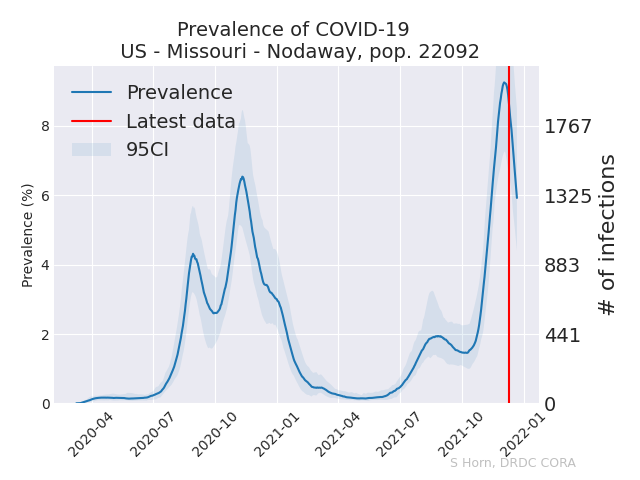 Prevalence of COVID-19
US - Missouri - Nodaway, pop. 22092
Prevalence
Latest data
95CI
Prevalence (%)
8
6
4
2
0
1767
1325
883
441
0
# of infections
2020-04
2020-07
2020-10
2021-01
2021-04
2021-07
2021-10
2022-01
S Horn, DRDC CORA